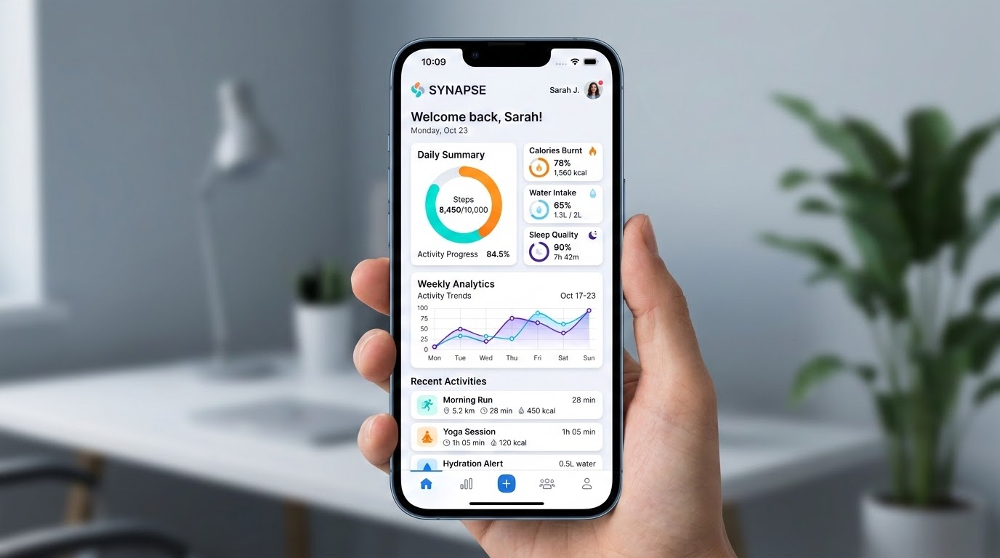 10:09
SYNAPSE
Sarah J.
Welcome back, Sarah!
Monday, Oct 23
Daily Summary
Steps
8,450/10,000
Activity Progress 84.5%
Calories Burnt
78%
1,560 kcal
Water Intake
65%
1.3L / 2L
Sleep Quality
90%
7h 42m
Weekly Analytics
Activity Trends Oct 17-23
100
75
50
25
0
Mon Tue Wed Thu Fri Sat Sun
Recent Activities
Morning Run 28 min
5.2 km 28 min 450 kcal
Yoga Session 1h 05 min
1h 05 min 120 kcal
Hydration Alert 0.5L water